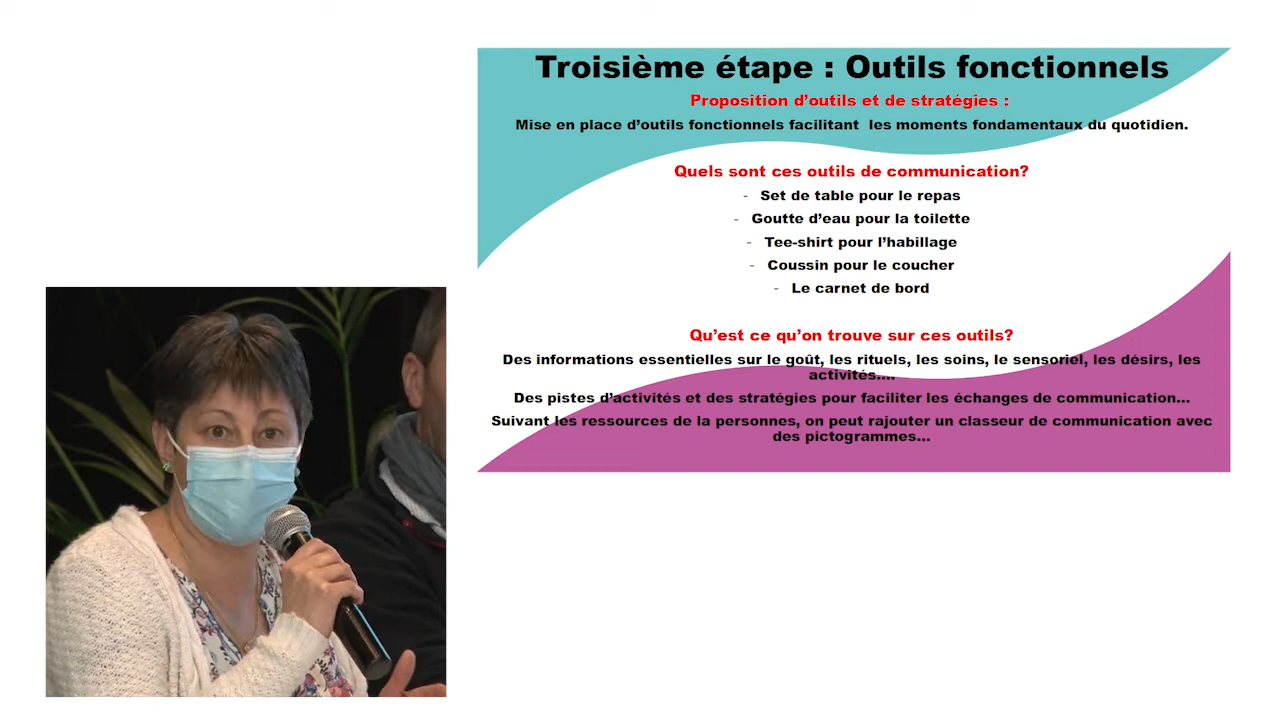 Troisième étape : Outils fonctionnels
Proposition d'outils et de stratégies :
Mise en place d'outils fonctionnels facilitant  les moments fondamentaux du quotidien.
Quels sont ces outils de communication?
- Set de table pour le repas
- Goutte d'eau pour la toilette
- Tee-shirt pour l'habillage
- Coussin pour le coucher
- Le carnet de bord
Qu'est ce qu'on trouve sur ces outils?
Des informations essentielles sur le goût, les rituels, les soins, le sensoriel, les désirs, les
activités....
Des pistes d'activités et des stratégies pour faciliter les échanges de communication...
Suivant les ressources de la personnes, on peut rajouter un classeur de communication avec
des pictogrammes...